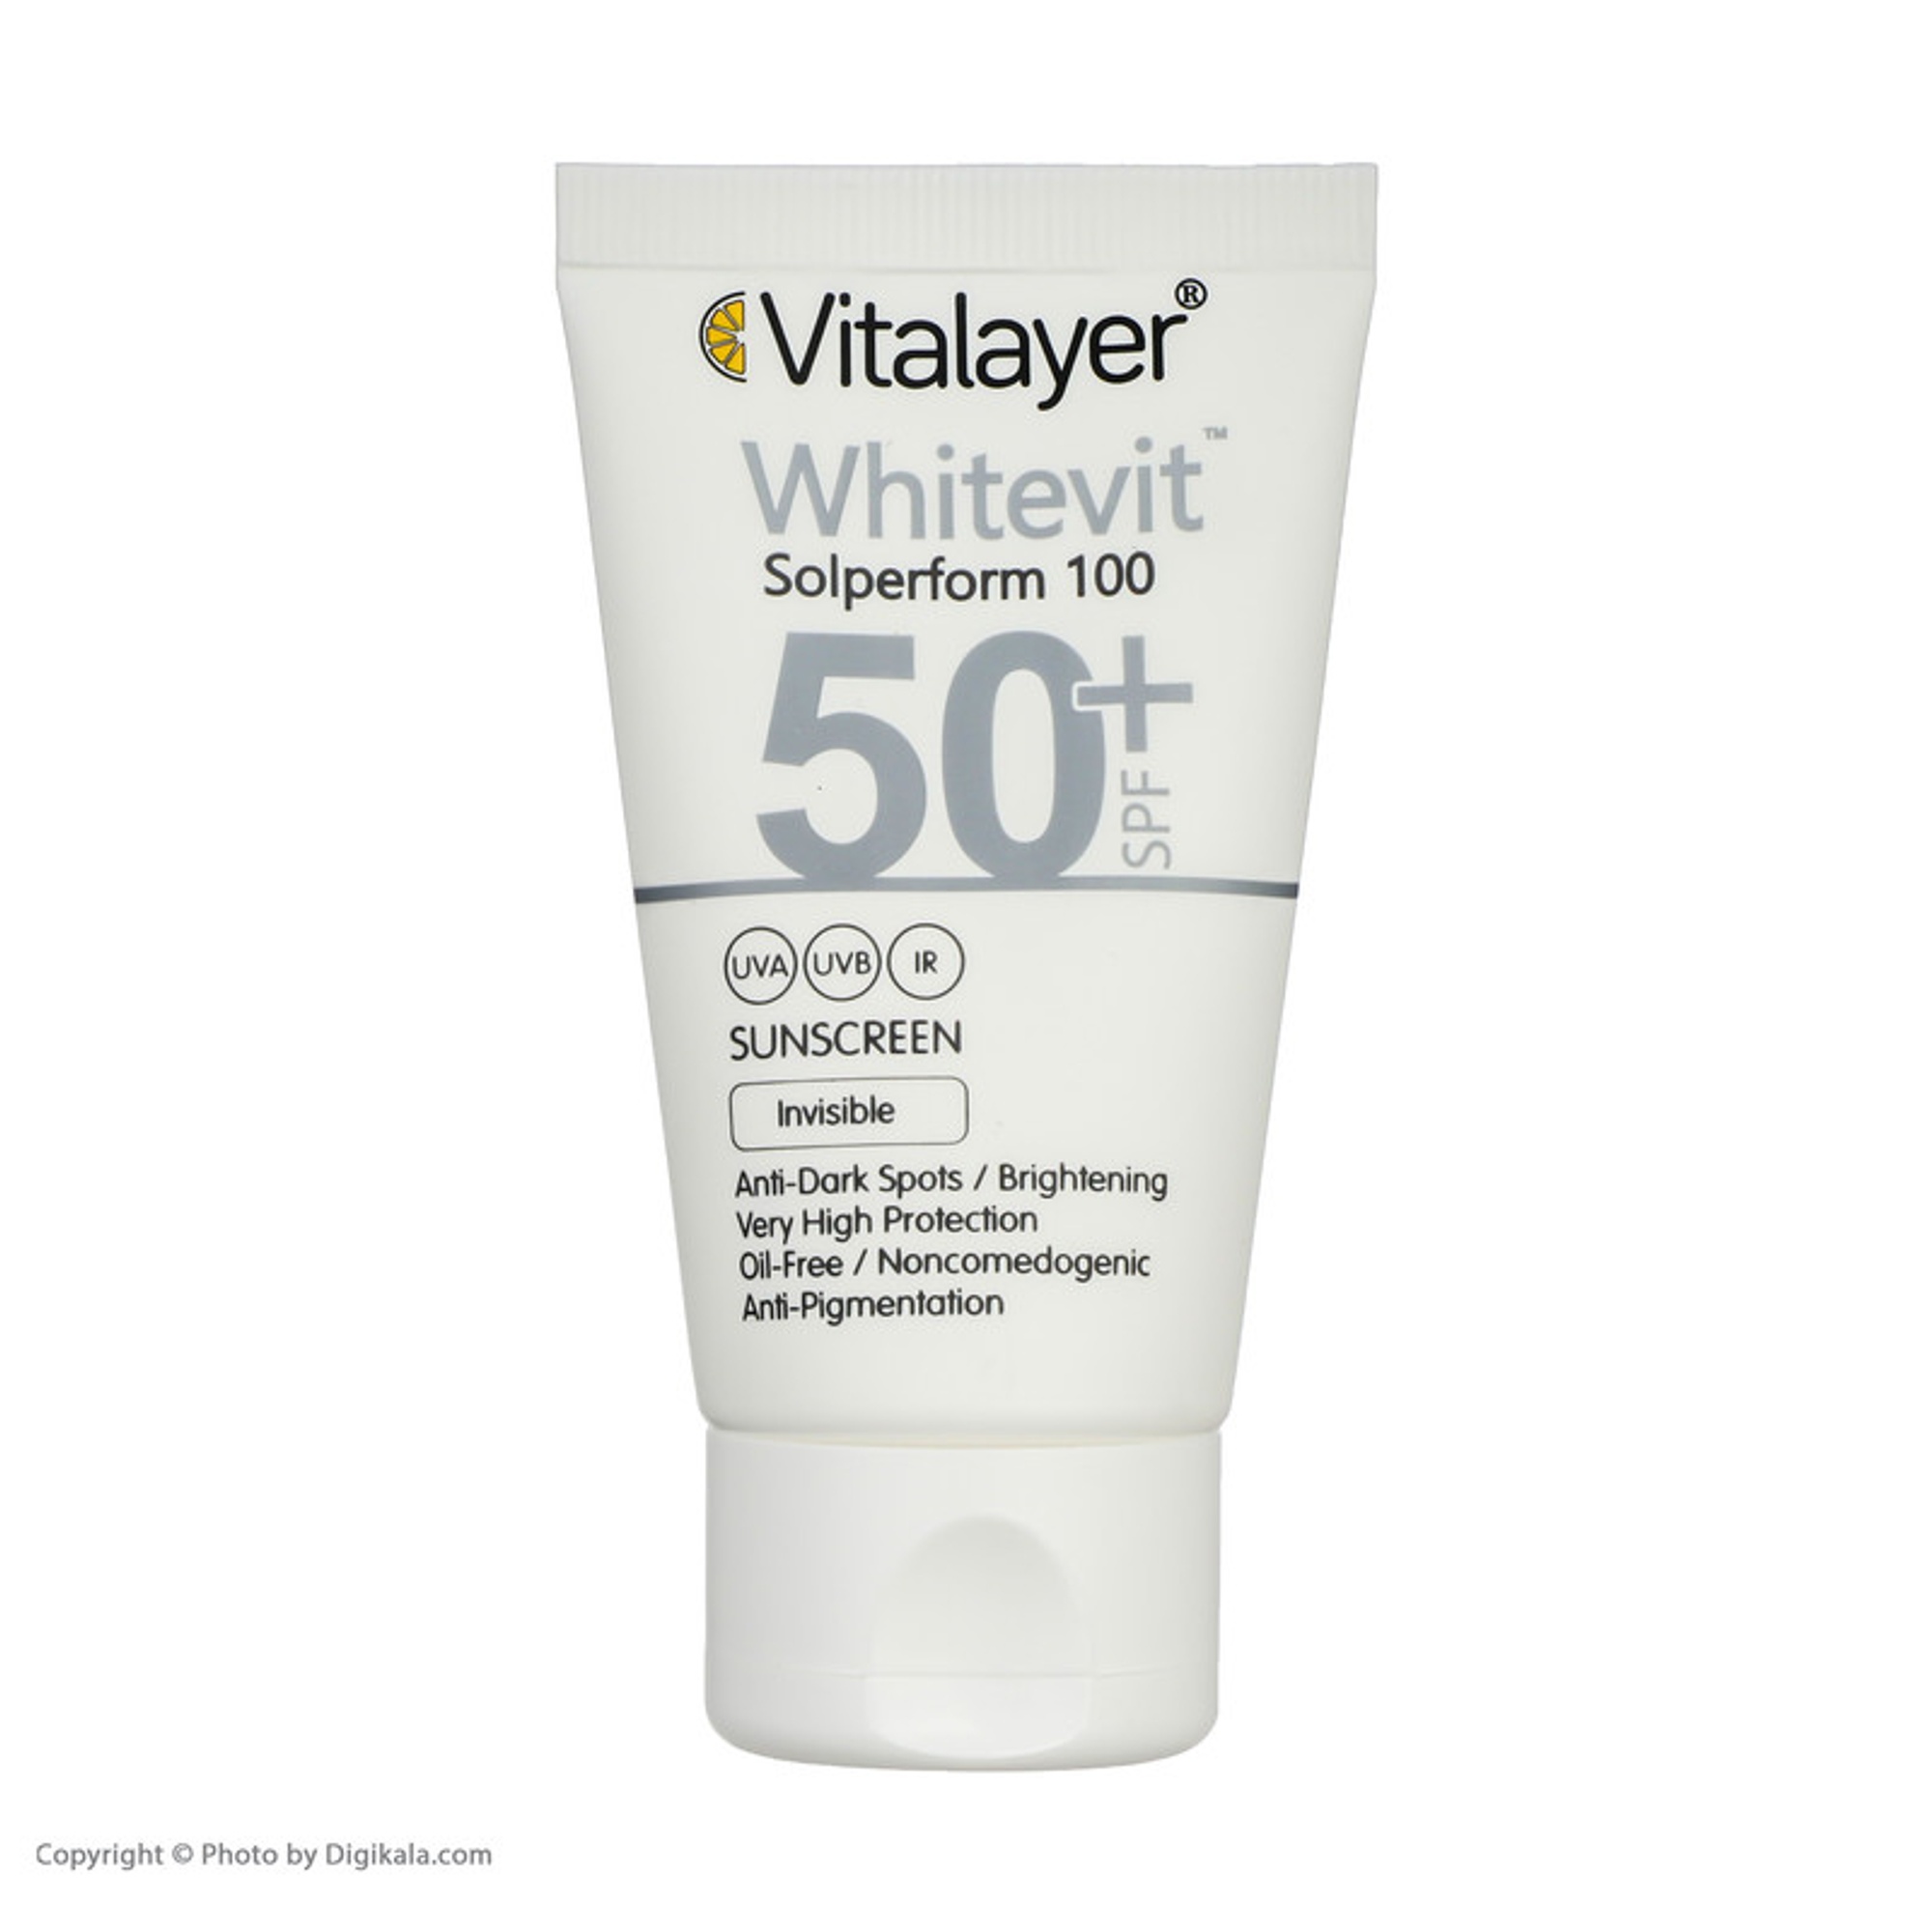 Vitalayer®
Whitevit™
Solperform 100
50+
SPF
UVA UVB IR
SUNSCREEN
Invisible
Anti-Dark Spots / Brightening
Very High Protection
Oil-Free / Noncomedogenic
Anti-Pigmentation
Copyright © Photo by Digikala.com